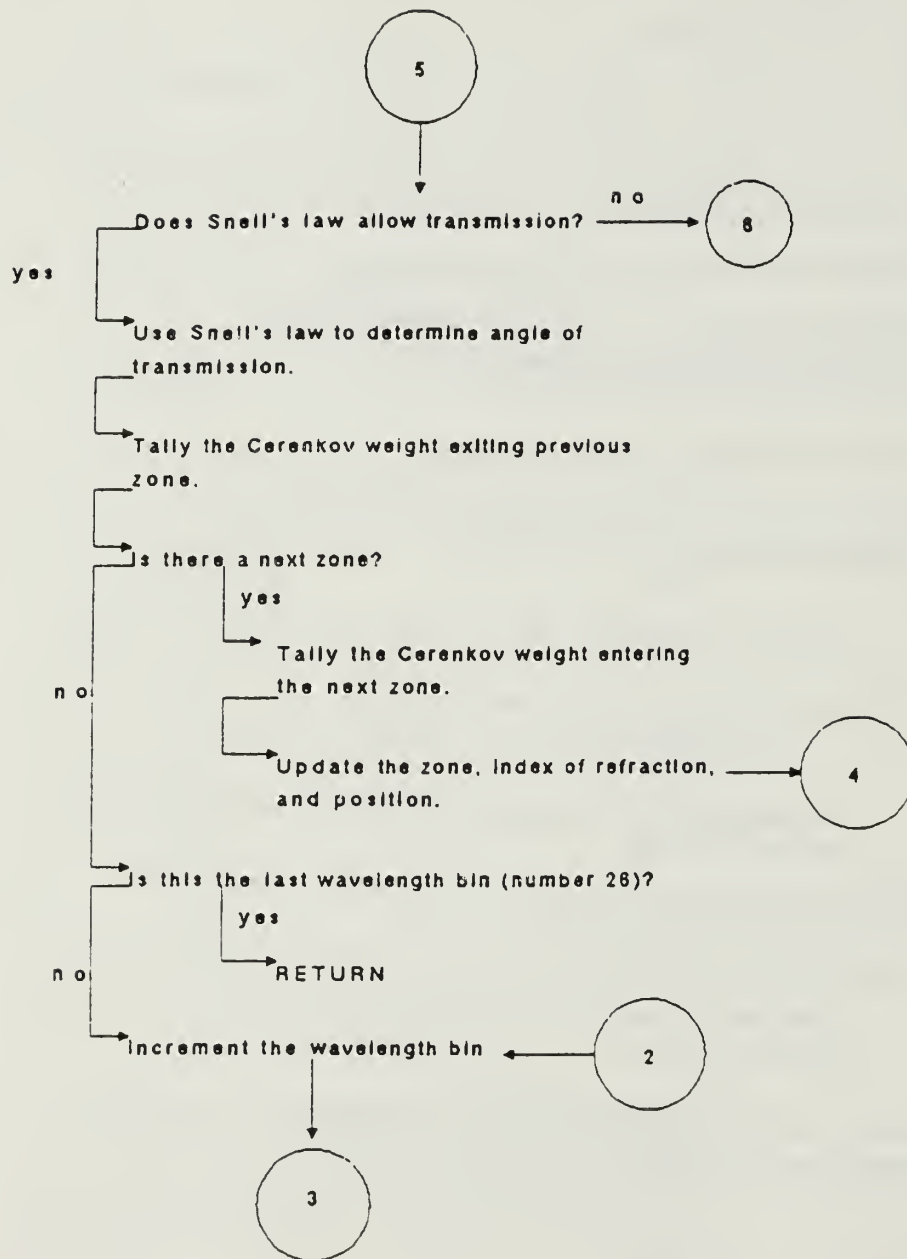 5
Does Snell's law allow transmission?
no
6
yes
Use Snell's law to determine angle of
transmission.
Tally the Cerenkov weight exiting previous
zone.
Is there a next zone?
yes
Tally the Cerenkov weight entering
the next zone.
no
Update the zone, index of refraction,
and position.
4
Is this the last wavelength bin (number 26)?
yes
RETURN
no
Increment the wavelength bin
2
3